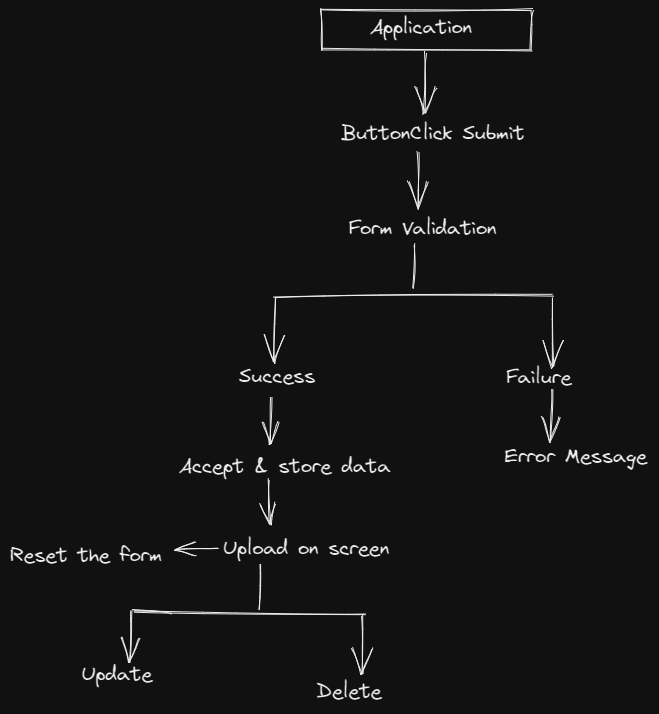 Application
ButtonClick Submit
Form Validation
Success
Failure
Accept & store data
Error Message
Reset the form
Upload on screen
Update
Delete